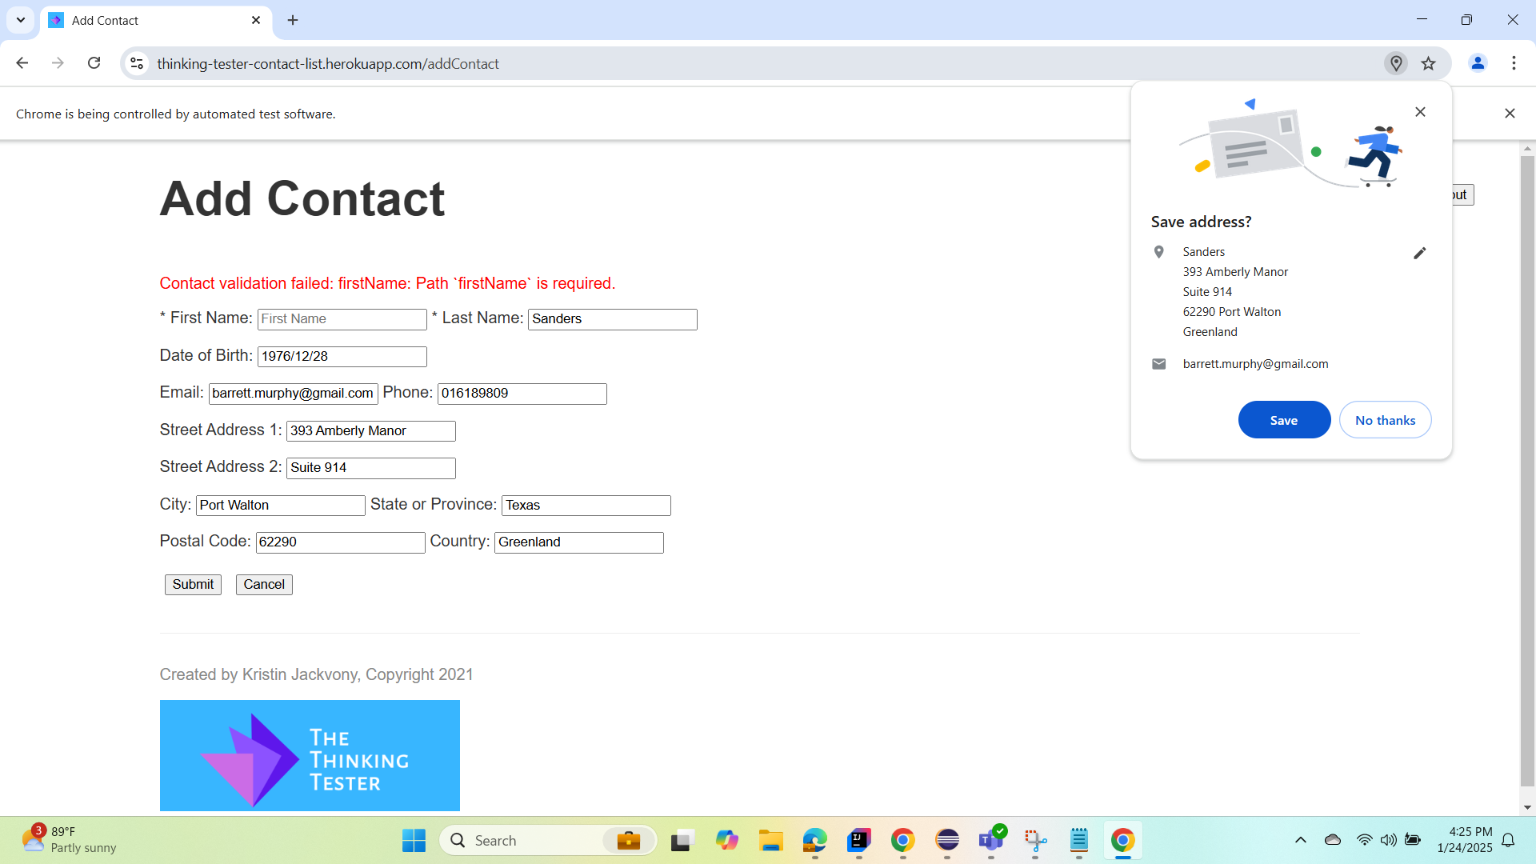 Add Contact
thinking-tester-contact-list.herokuapp.com/addContact
Chrome is being controlled by automated test software.
Add Contact
out
Contact validation failed: firstName: Path `firstName` is required.
* First Name: First Name * Last Name: Sanders
Date of Birth: 1976/12/28
Email: barrett.murphy@gmail.com Phone: 016189809
Street Address 1: 393 Amberly Manor
Street Address 2: Suite 914
City: Port Walton State or Province: Texas
Postal Code: 62290 Country: Greenland
Submit Cancel
Created by Kristin Jackvony, Copyright 2021
THE
THINKING
TESTER
Save address?
Sanders
393 Amberly Manor
Suite 914
62290 Port Walton
Greenland
barrett.murphy@gmail.com
Save No thanks
3
89°F
Partly sunny
Search
4:25 PM
1/24/2025